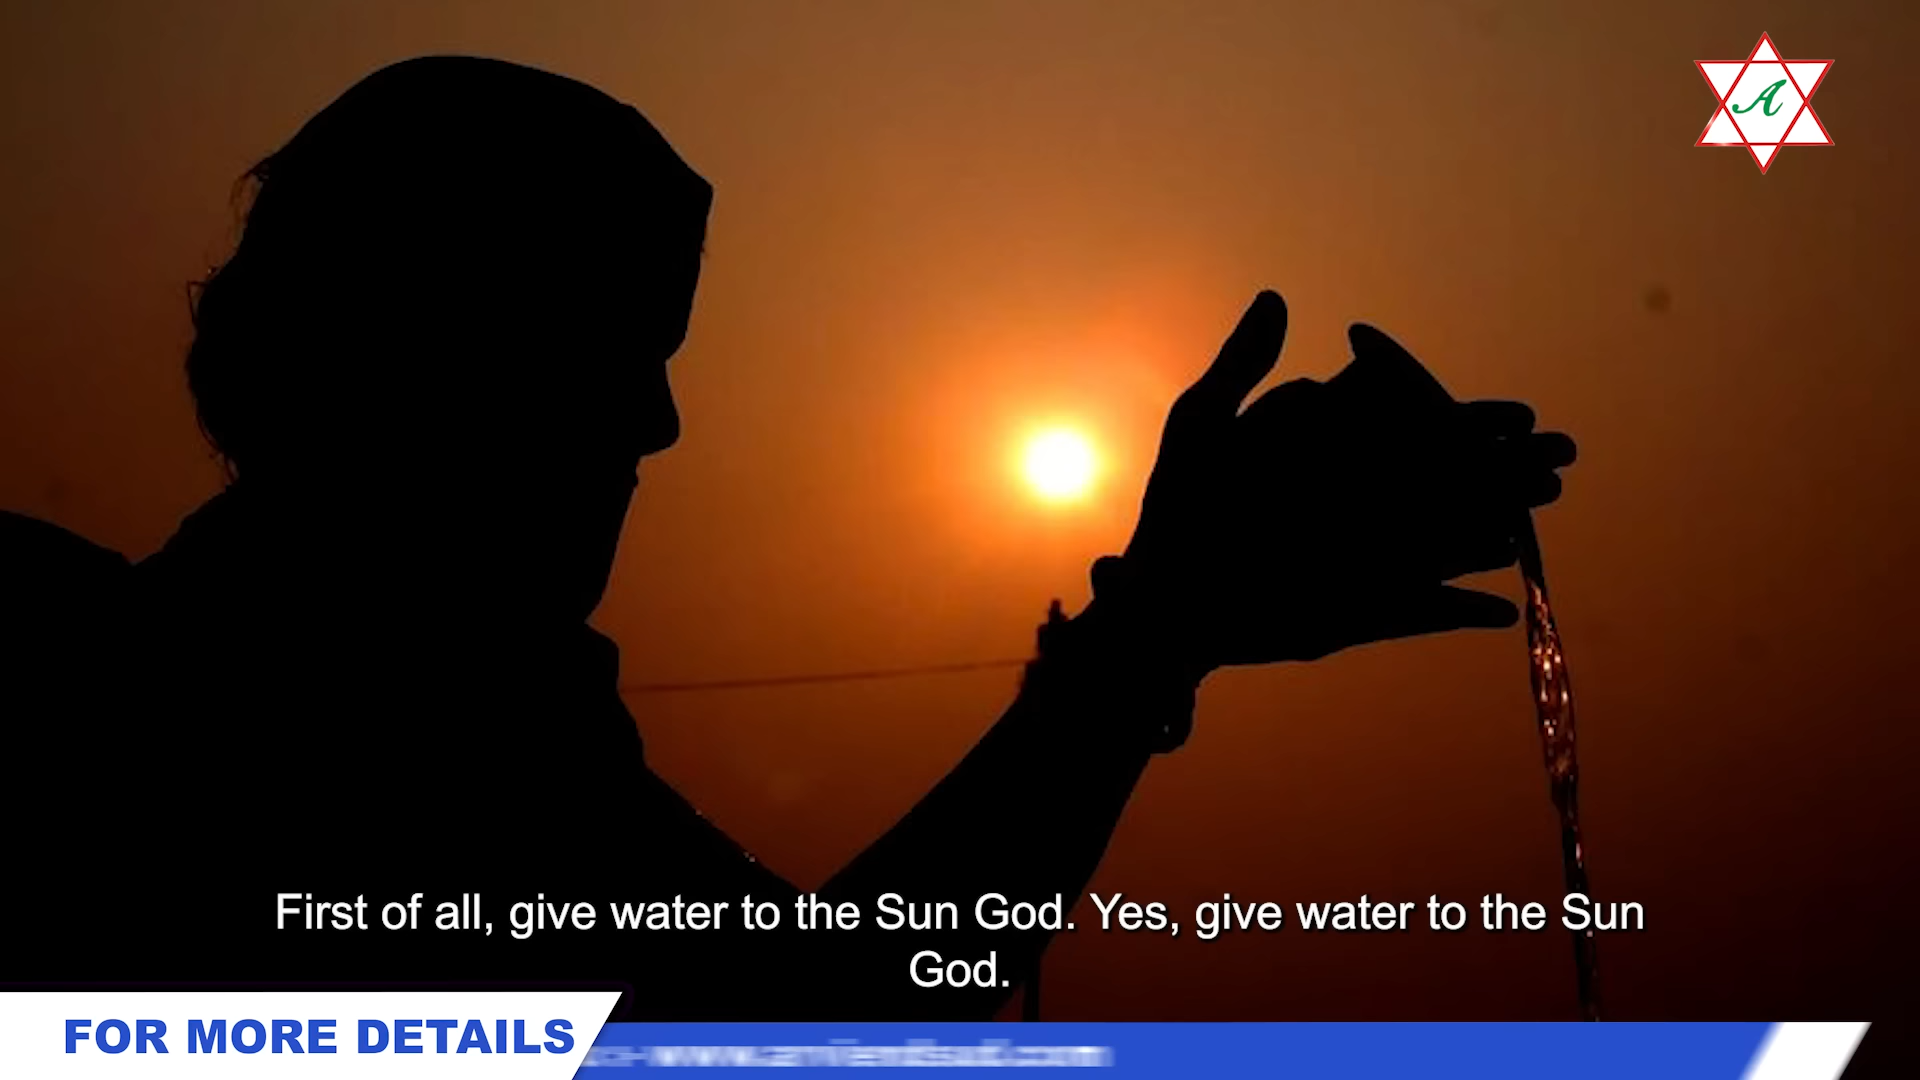 A
First of all, give water to the Sun God. Yes, give water to the Sun
God.
FOR MORE DETAILS